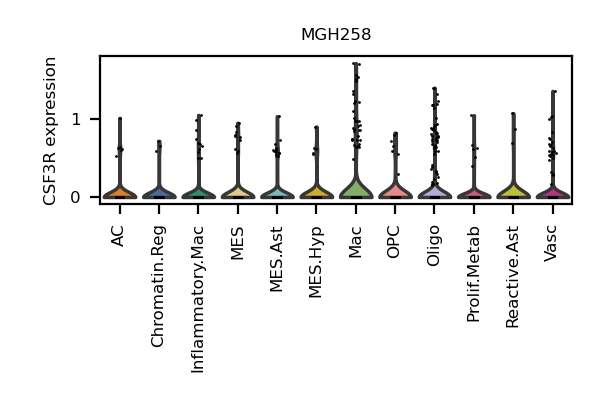 MGH258
CSF3R expression
1
0
AC
Chromatin.Reg
Inflammatory.Mac
MES
MES.Ast
MES.Hyp
Mac
OPC
Oligo
Prolif.Metab
Reactive.Ast
Vasc